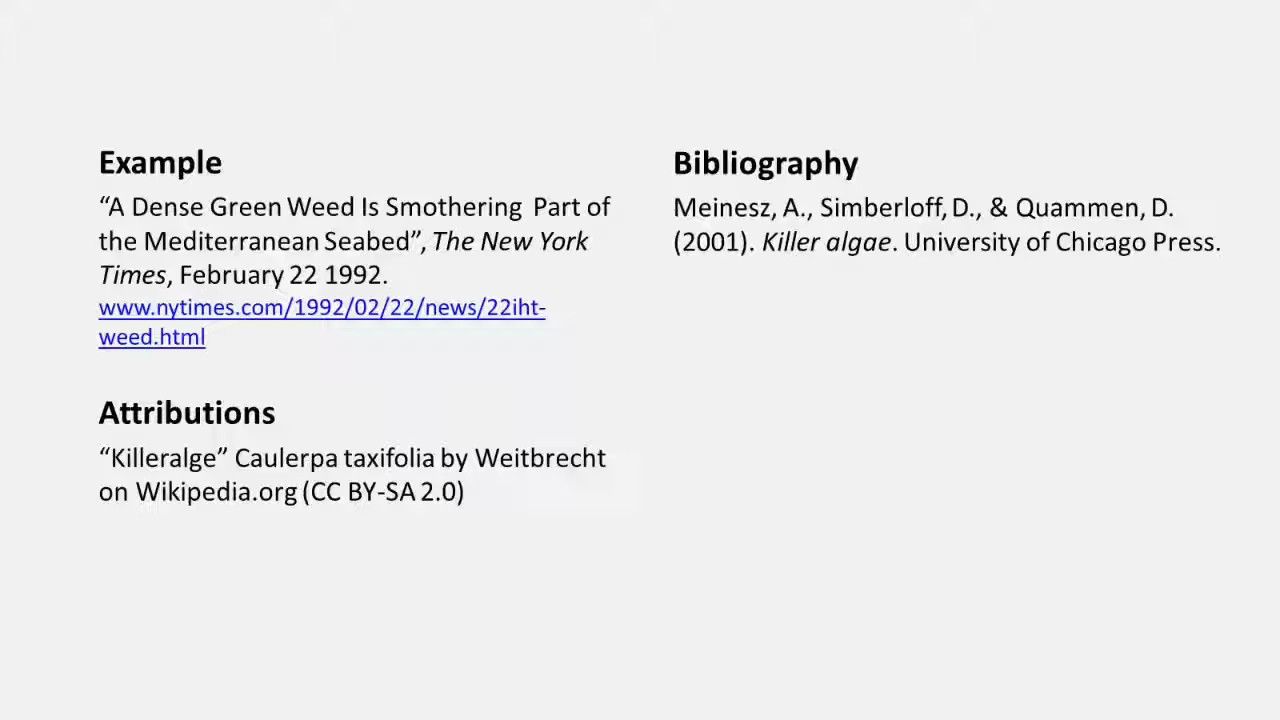 Example
“A Dense Green Weed Is Smothering Part of
the Mediterranean Seabed”, The New York
Times, February 22 1992.
www.nytimes.com/1992/02/22/news/22iht-
weed.html
Attributions
“Killeralge” Caulerpa taxifolia by Weitbrecht
on Wikipedia.org (CC BY-SA 2.0)
Bibliography
Meinesz, A., Simberloff, D., & Quammen, D.
(2001). Killer algae. University of Chicago Press.